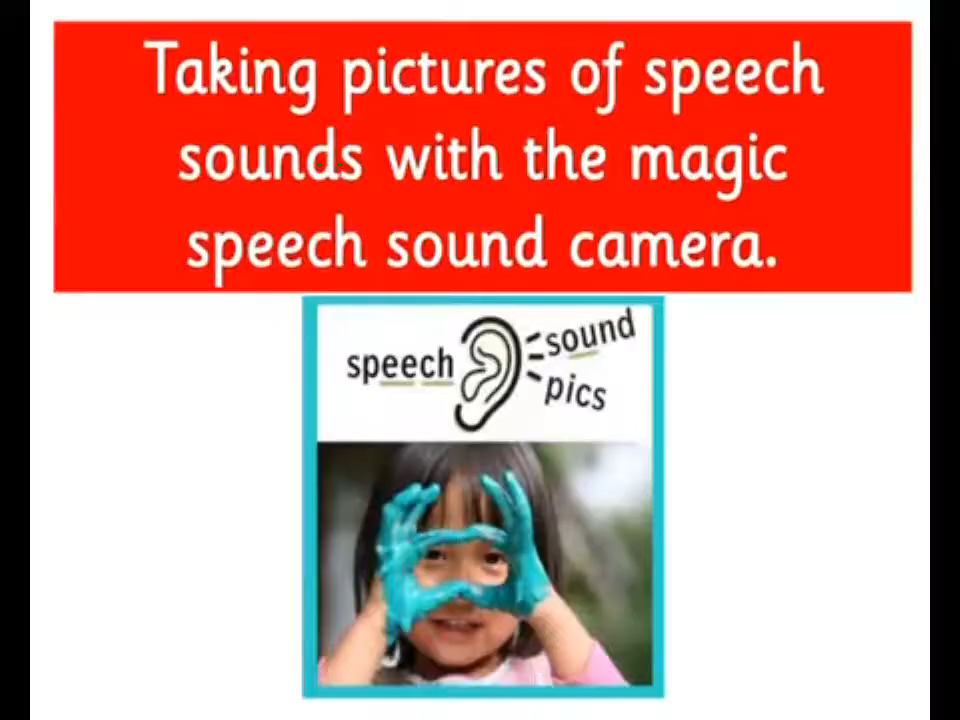 Taking pictures of speech
sounds with the magic
speech sound camera.
speech sound
pics